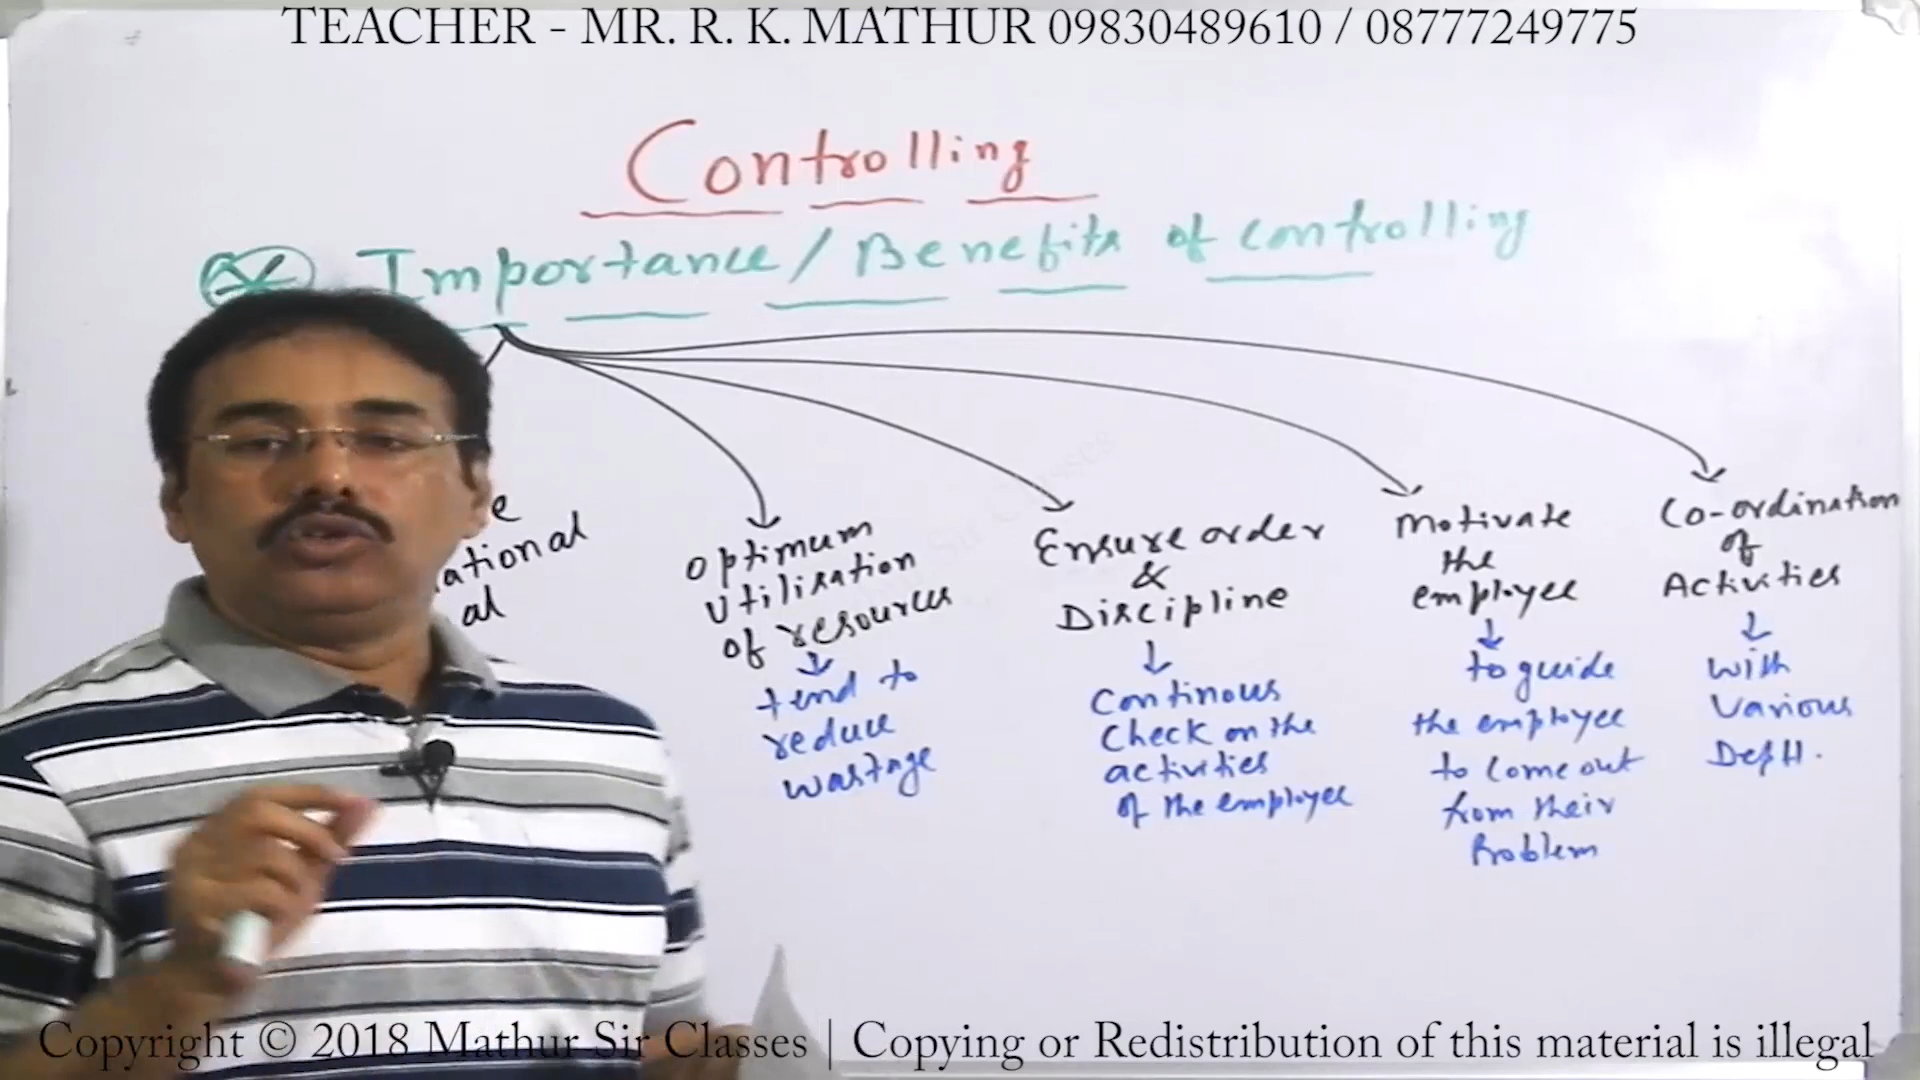 TEACHER - MR. R. K. MATHUR 09830489610 / 08777249775
Controlling
Importance / Benefits of controlling
e
ational
al
Optimum
Utilisation
of resources
↓
tend to
reduce
wastage
Ensure order
&
Discipline
↓
Continous
Check on the
activities
of the employee
Motivate
the
employee
↓
to guide
the employee
to come out
from their
Problem
Co-ordination
of
Activities
↓
with
Various
Deptt.
Copyright © 2018 Mathur Sir Classes | Copying or Redistribution of this material is illegal